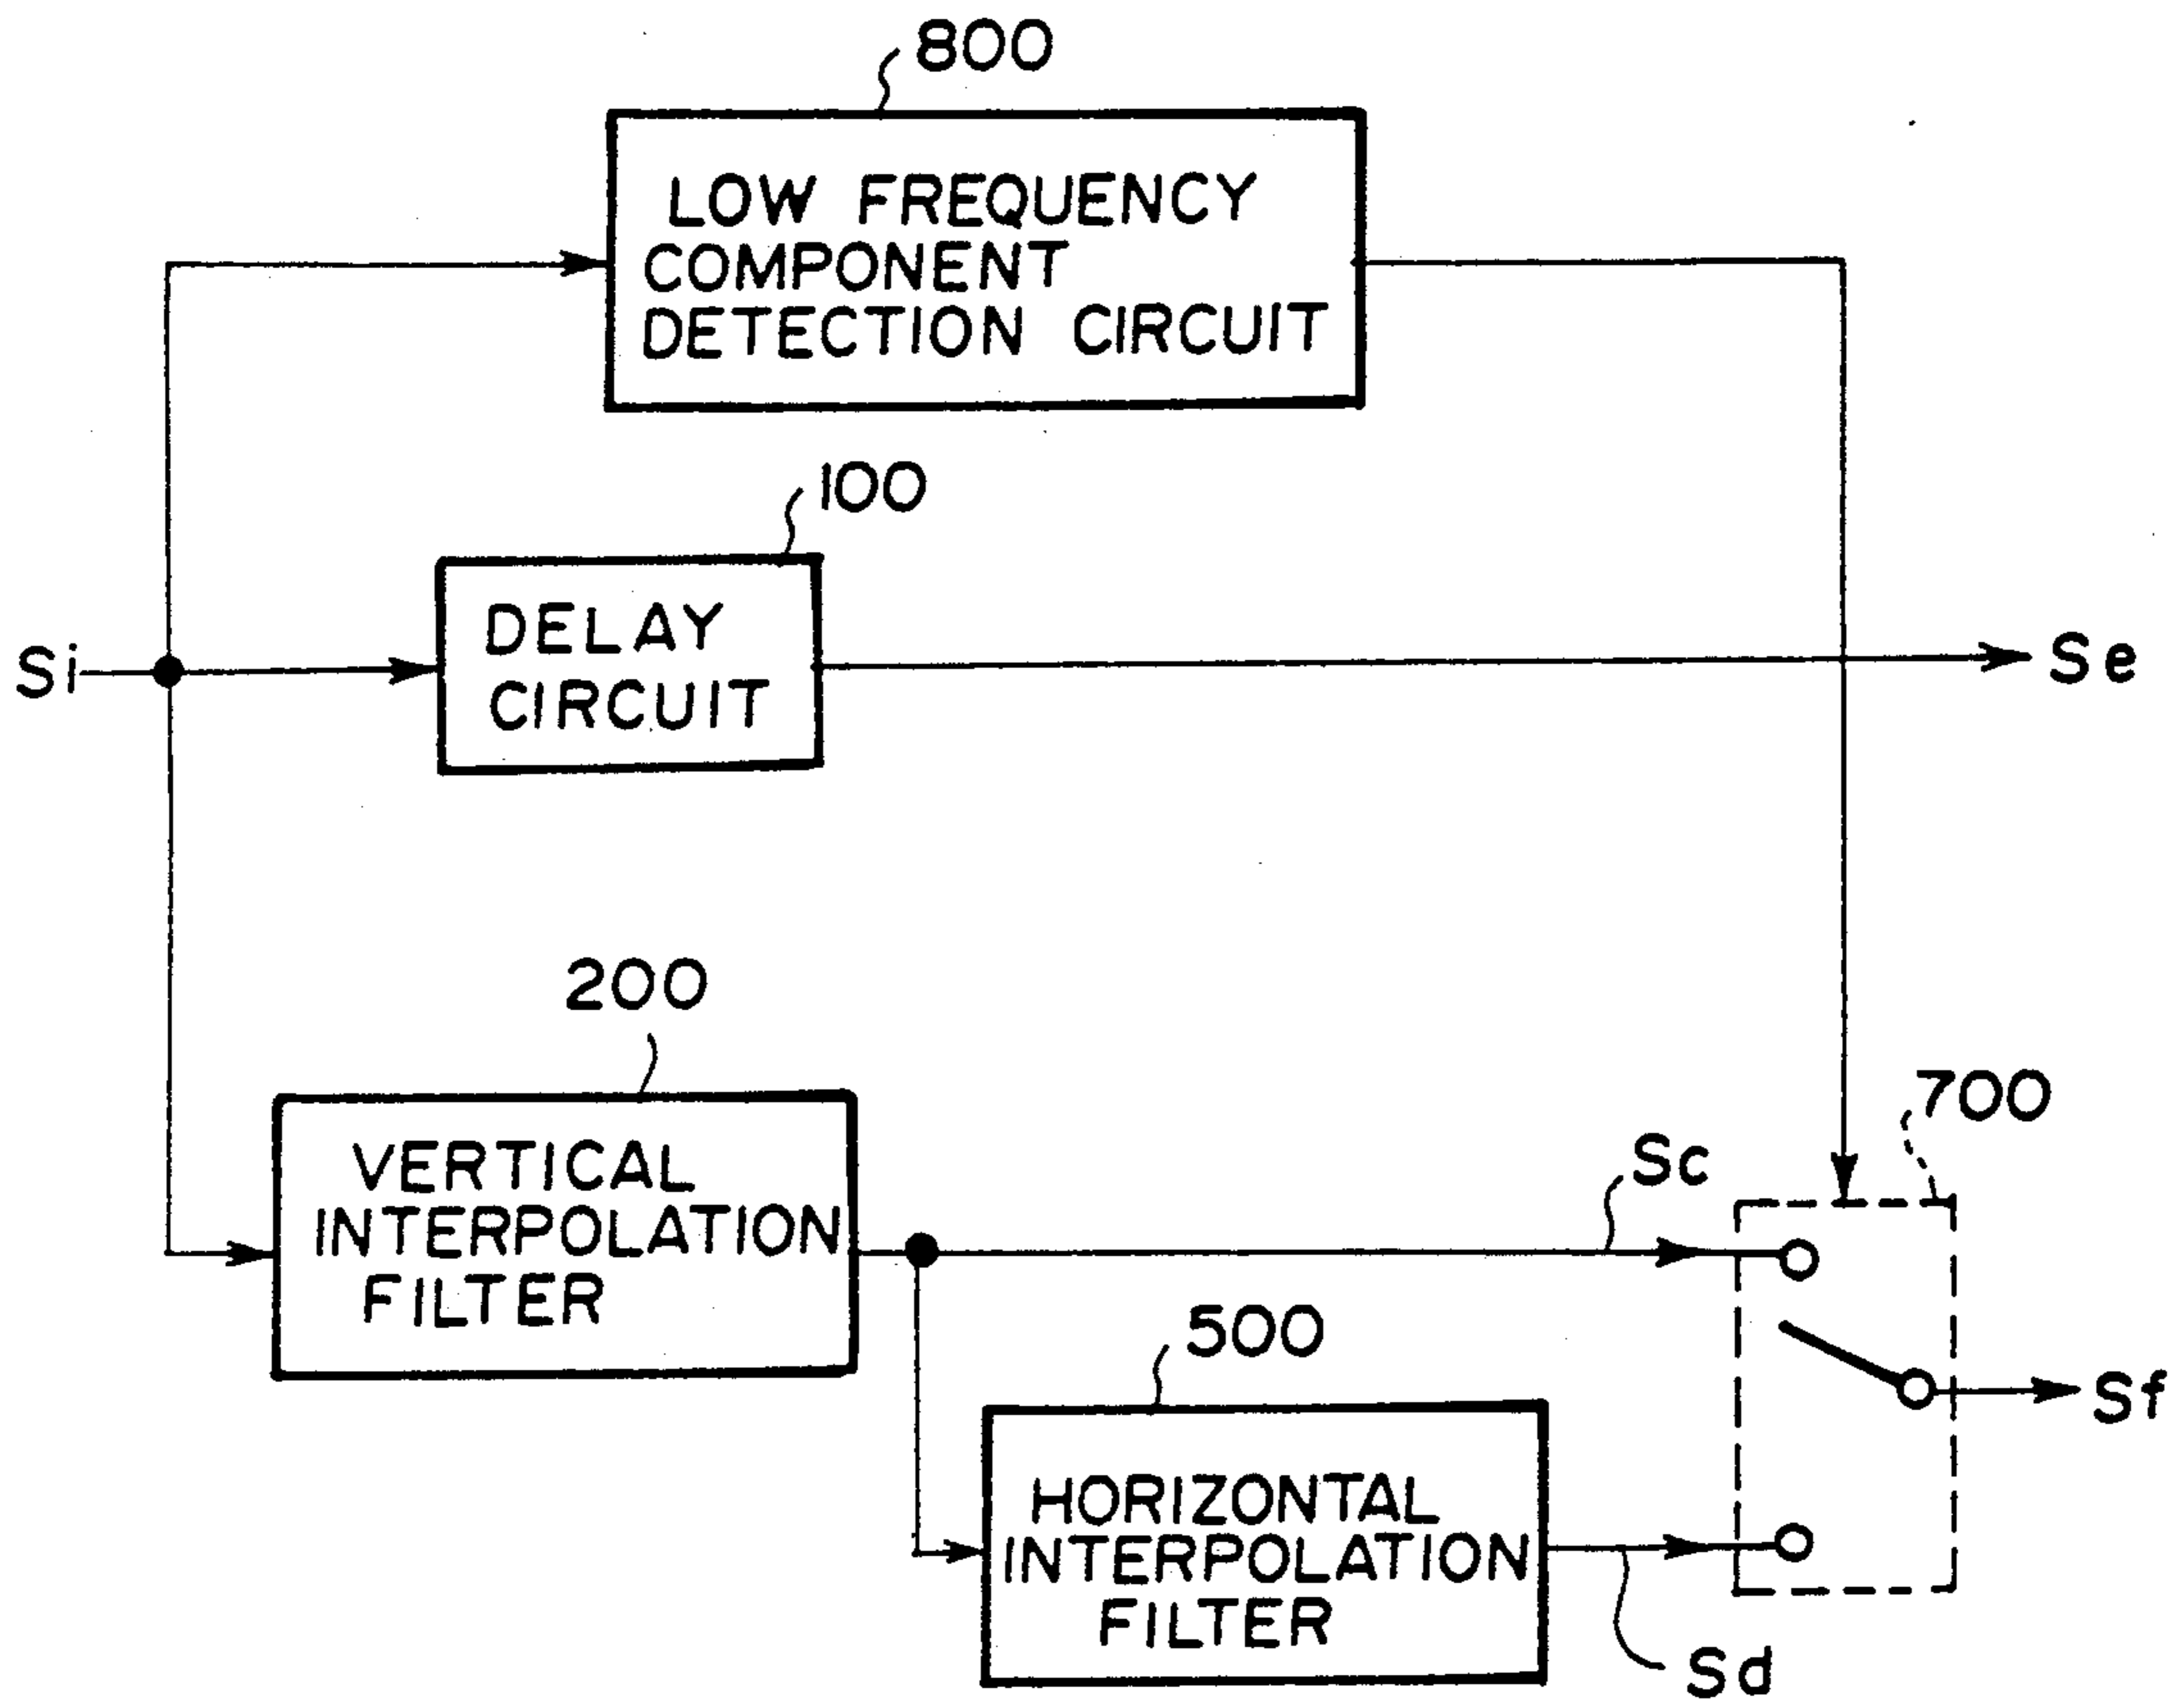 800
LOW FREQUENCY
COMPONENT
DETECTION CIRCUIT
100
DELAY
CIRCUIT
Si
Se
200
VERTICAL
INTERPOLATION
FILTER
700
Sc
500
HORIZONTAL
INTERPOLATION
FILTER
Sf
Sd